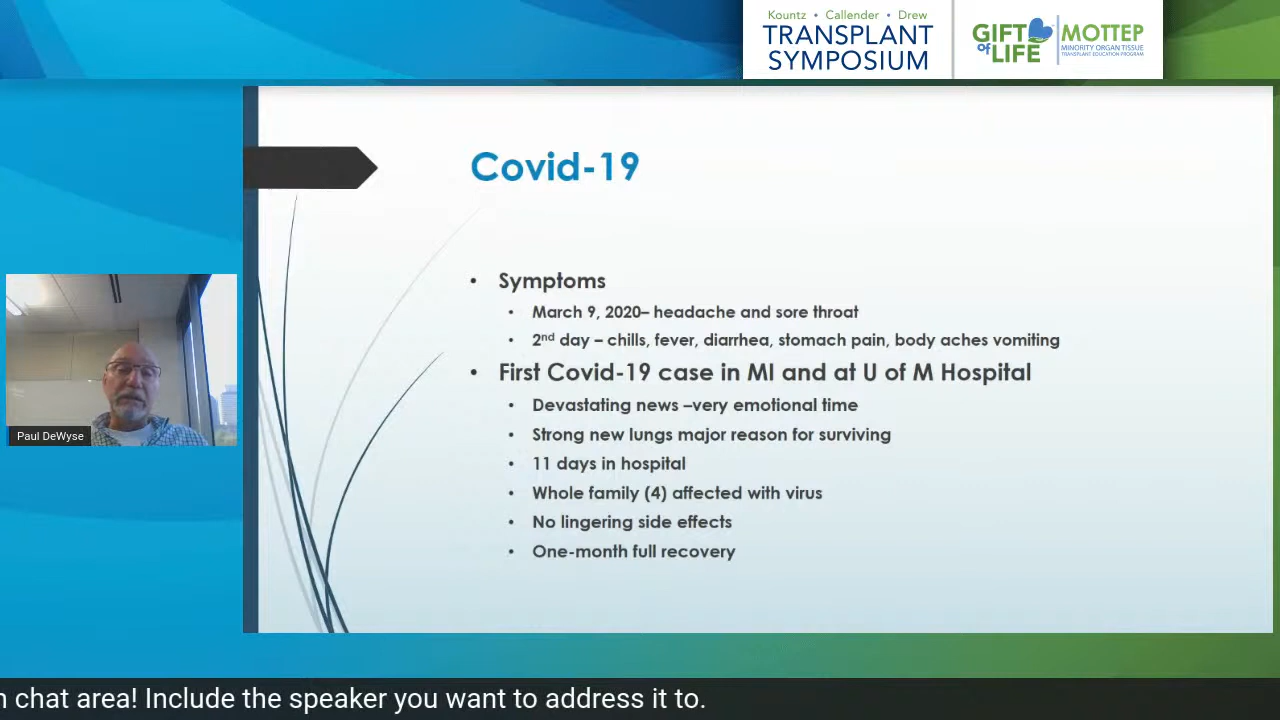 Kountz • Callender • Drew
TRANSPLANT
SYMPOSIUM
GIFT
of LIFE
MOTTEP
MINORITY ORGAN TISSUE
TRANSPLANT EDUCATION PROGRAM
Covid-19
• Symptoms
• March 9, 2020– headache and sore throat
• 2nd day – chills, fever, diarrhea, stomach pain, body aches vomiting
• First Covid-19 case in MI and at U of M Hospital
• Devastating news –very emotional time
• Strong new lungs major reason for surviving
• 11 days in hospital
• Whole family (4) affected with virus
• No lingering side effects
• One-month full recovery
Paul DeWyse
n chat area! Include the speaker you want to address it to.